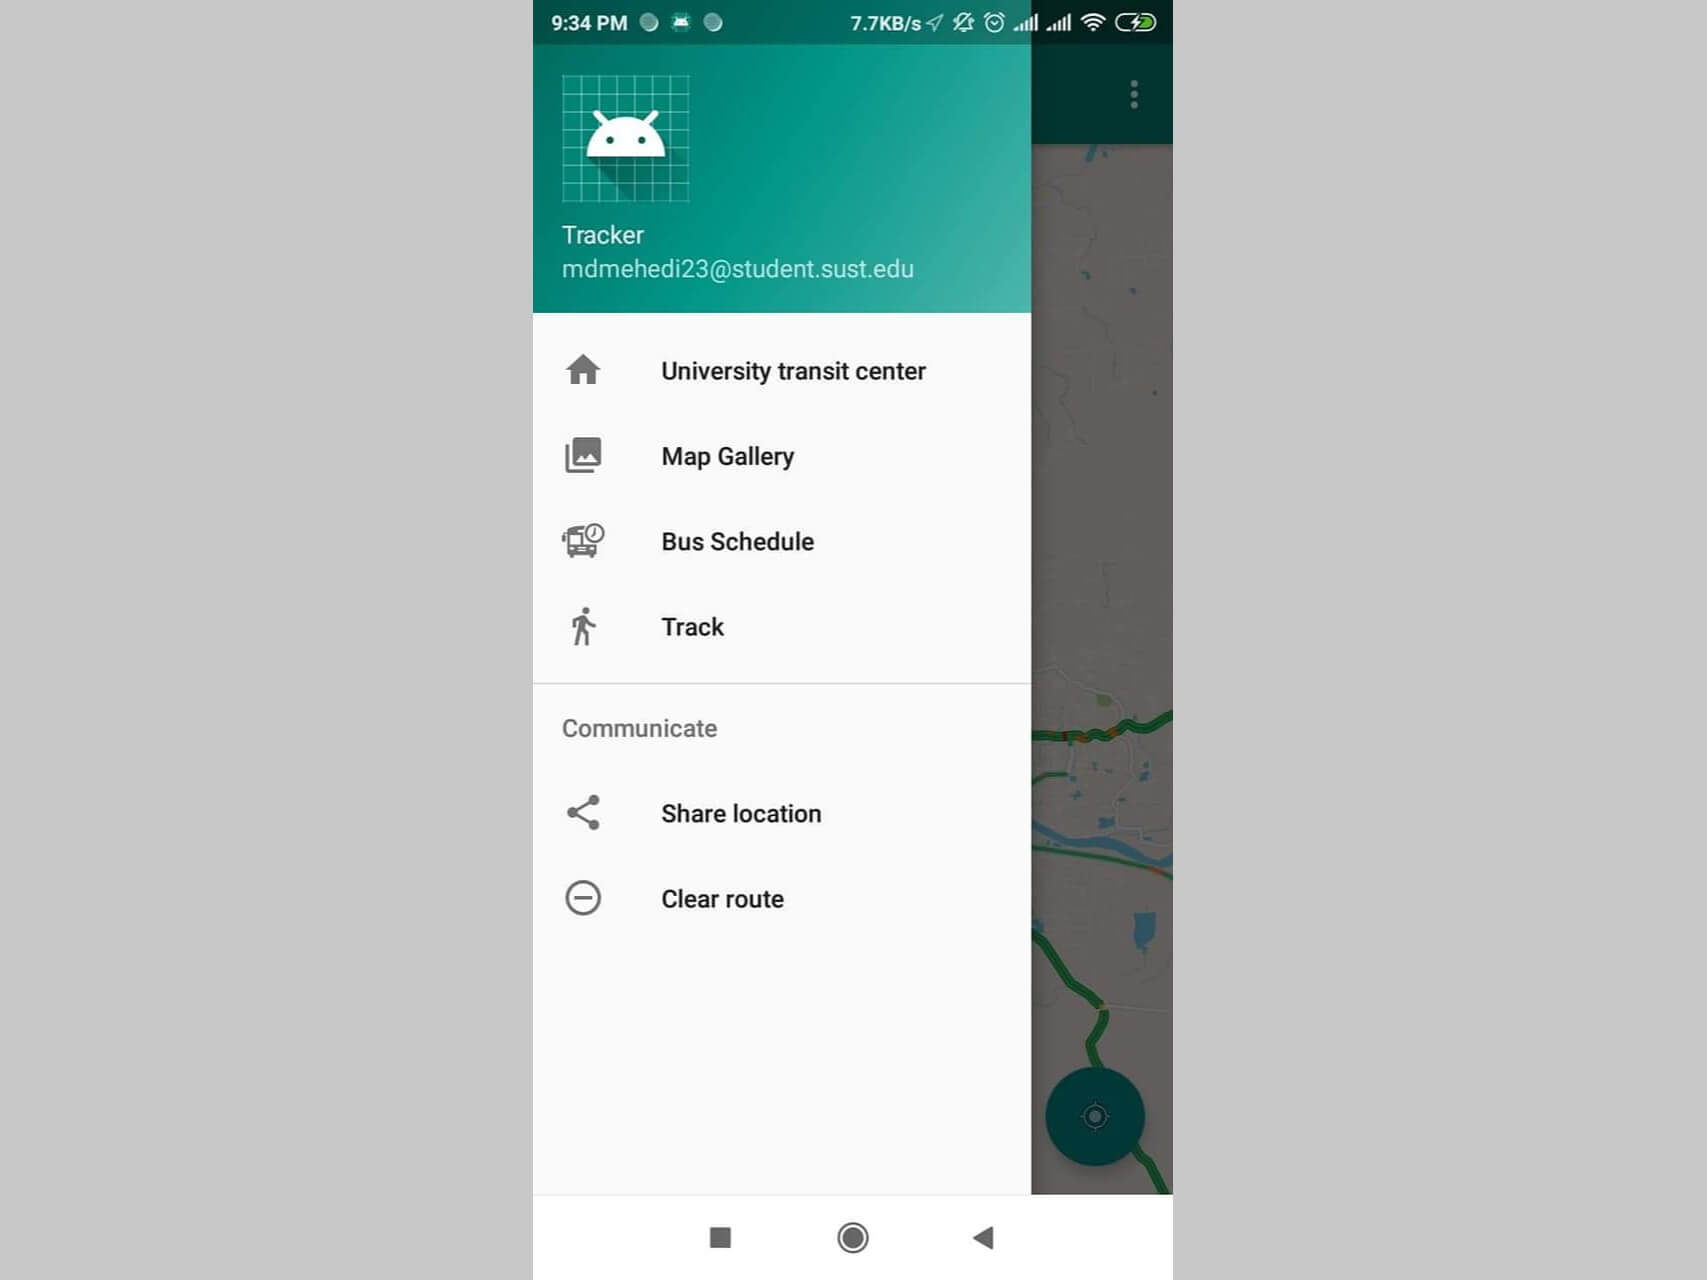 9:34 PM 7.7KB/s
Tracker
mdmehedi23@student.sust.edu
University transit center
Map Gallery
Bus Schedule
Track
Communicate
Share location
Clear route